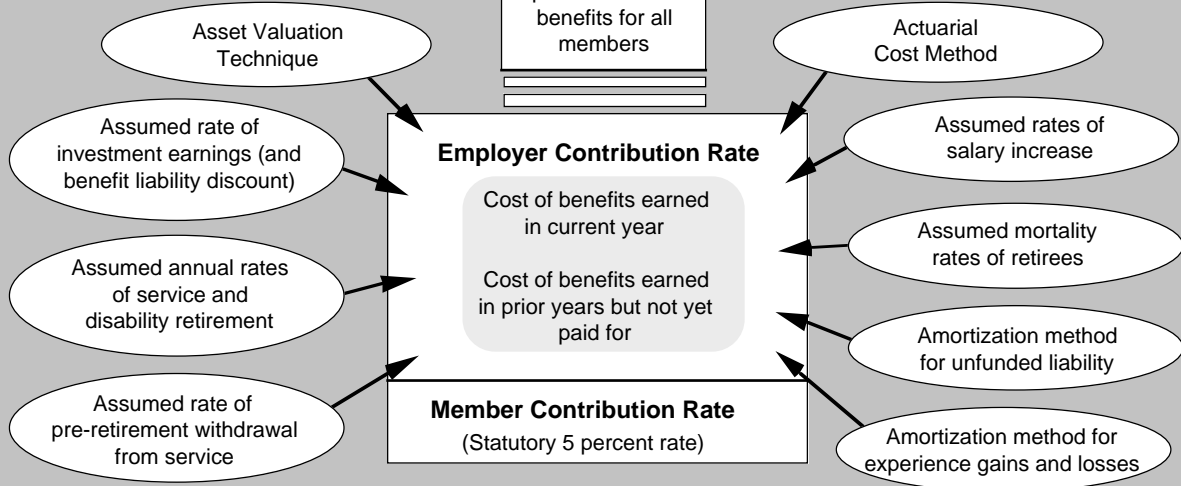 benefits for all
members
Asset Valuation
Technique
Actuarial
Cost Method
Assumed rate of
investment earnings (and
benefit liability discount)
Assumed rates of
salary increase
Employer Contribution Rate
Cost of benefits earned
in current year
Cost of benefits earned
in prior years but not yet
paid for
Assumed annual rates
of service and
disability retirement
Assumed mortality
rates of retirees
Amortization method
for unfunded liability
Assumed rate of
pre-retirement withdrawal
from service
Member Contribution Rate
(Statutory 5 percent rate)
Amortization method for
experience gains and losses